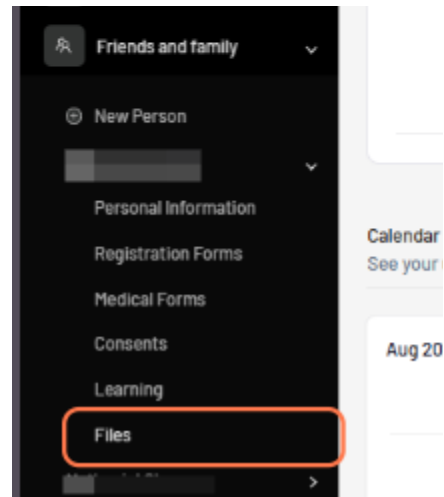 Friends and family
New Person
Personal Information
Registration Forms
Medical Forms
Consents
Learning
Files
Calendar
See your
Aug 20